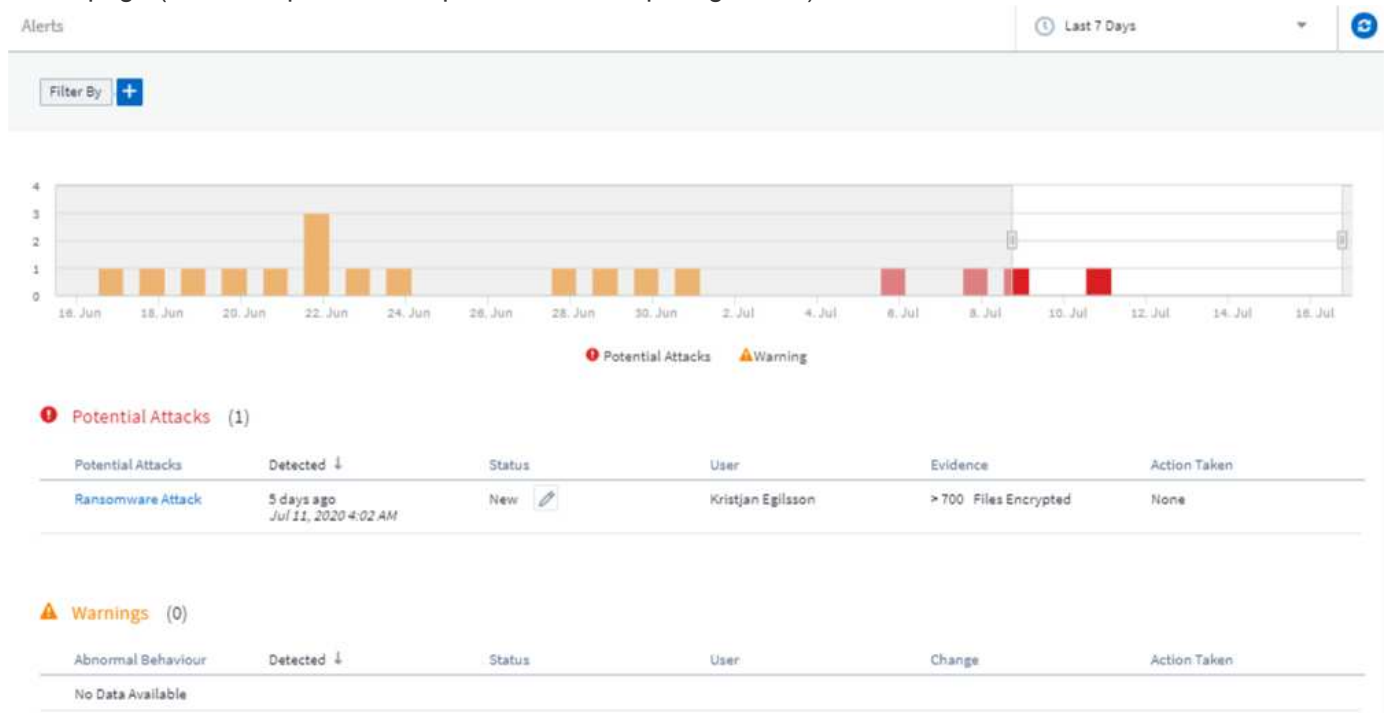 Alerts
Last 7 Days
Filter By +
4
3
2
1
0
16. Jun 18. Jun 20. Jun 22. Jun 24. Jun 26. Jun 28. Jun 30. Jun 2. Jul 4. Jul 6. Jul 8. Jul 10. Jul 12. Jul 14. Jul 16. Jul
Potential Attacks Warning
Potential Attacks (1)
Potential Attacks Detected ↓ Status User Evidence Action Taken
Ransomware Attack 5 days ago New Kristjan Egilsson > 700 Files Encrypted None
Jul 11, 2020 4:02 AM
Warnings (0)
Abnormal Behaviour Detected ↓ Status User Change Action Taken
No Data Available